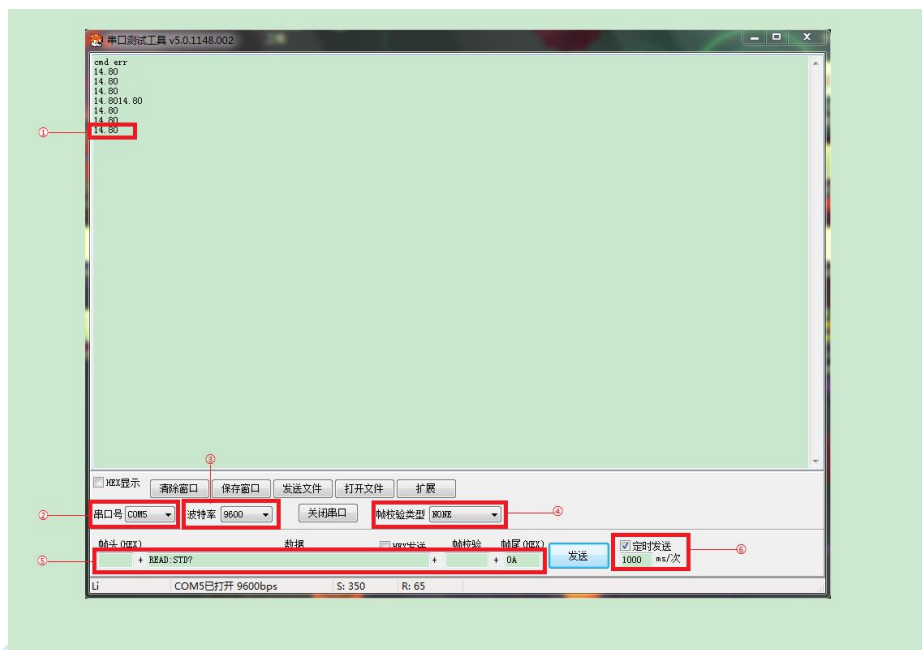 串口测试工具 v5.0.1148.002
cmd err
14.80
14.80
14.80
14.8014.80
14.80
14.80
① 14.80
③
HEX显示 清除窗口 保存窗口 发送文件 打开文件 扩展
② 串口号 COM5 波特率 9600 关闭串口 帧校验类型 NONE ④
帧头(HEX) 数据 HEX发送 帧校验 帧尾(HEX) 发送 定时发送
⑤ + READ:STD? + + 0A 1000 ms/次 ⑥
Li COM5已打开 9600bps S: 350 R: 65